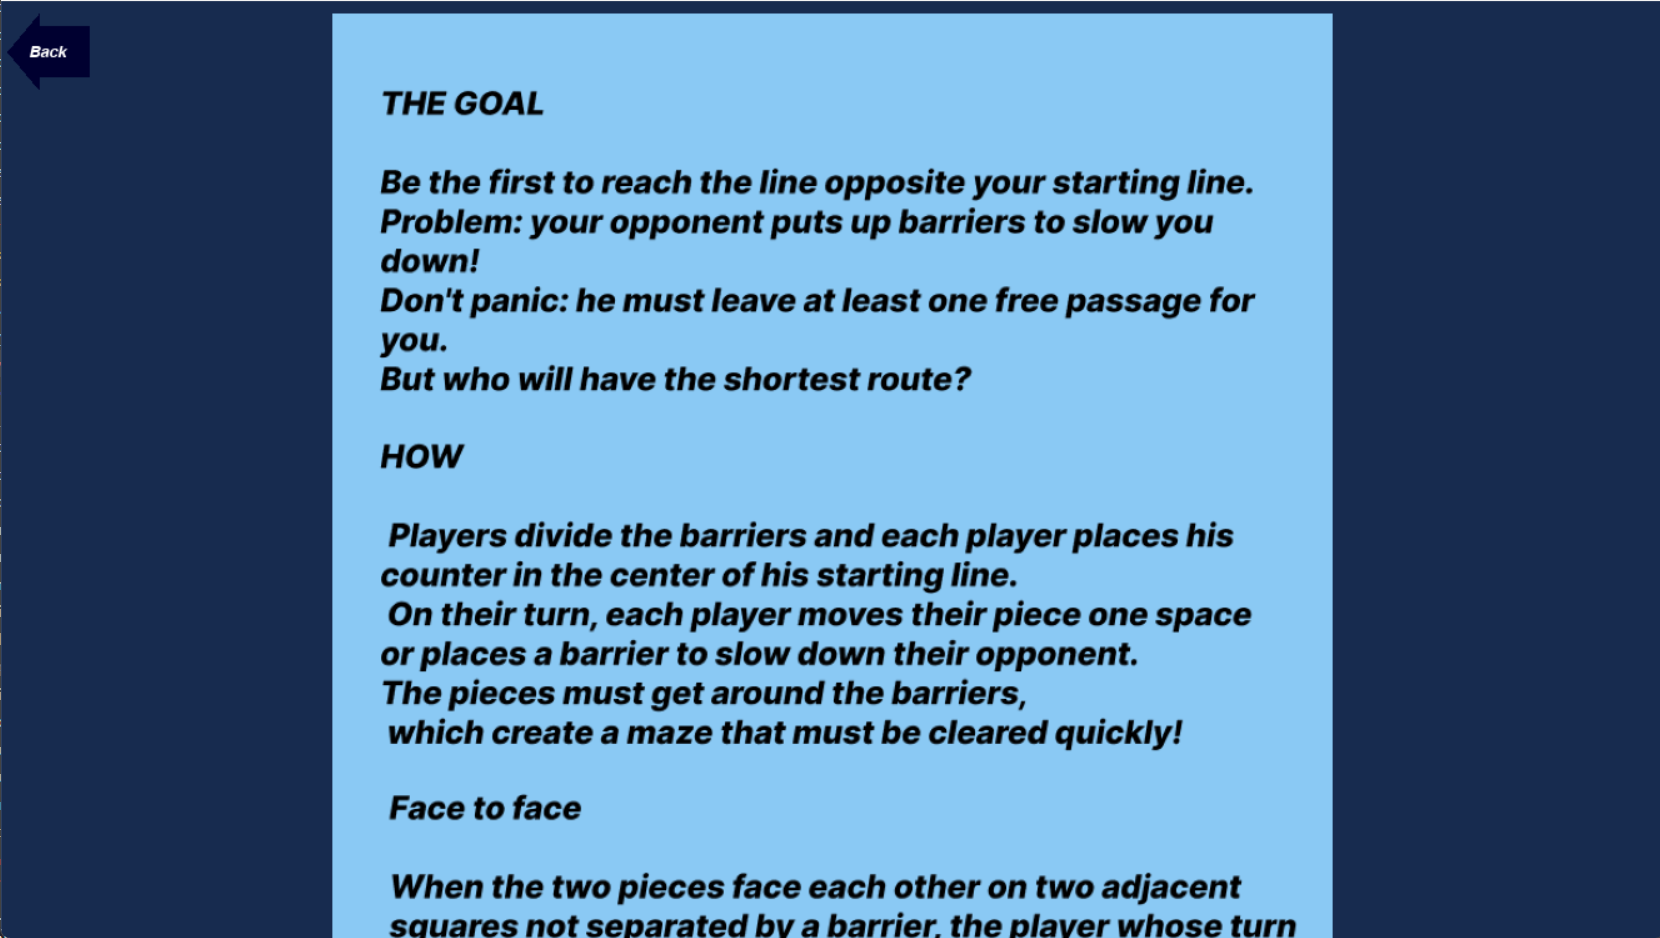 Back
THE GOAL
Be the first to reach the line opposite your starting line.
Problem: your opponent puts up barriers to slow you
down!
Don't panic: he must leave at least one free passage for
you.
But who will have the shortest route?
HOW
Players divide the barriers and each player places his
counter in the center of his starting line.
On their turn, each player moves their piece one space
or places a barrier to slow down their opponent.
The pieces must get around the barriers,
which create a maze that must be cleared quickly!
Face to face
When the two pieces face each other on two adjacent
squares not separated by a barrier, the player whose turn